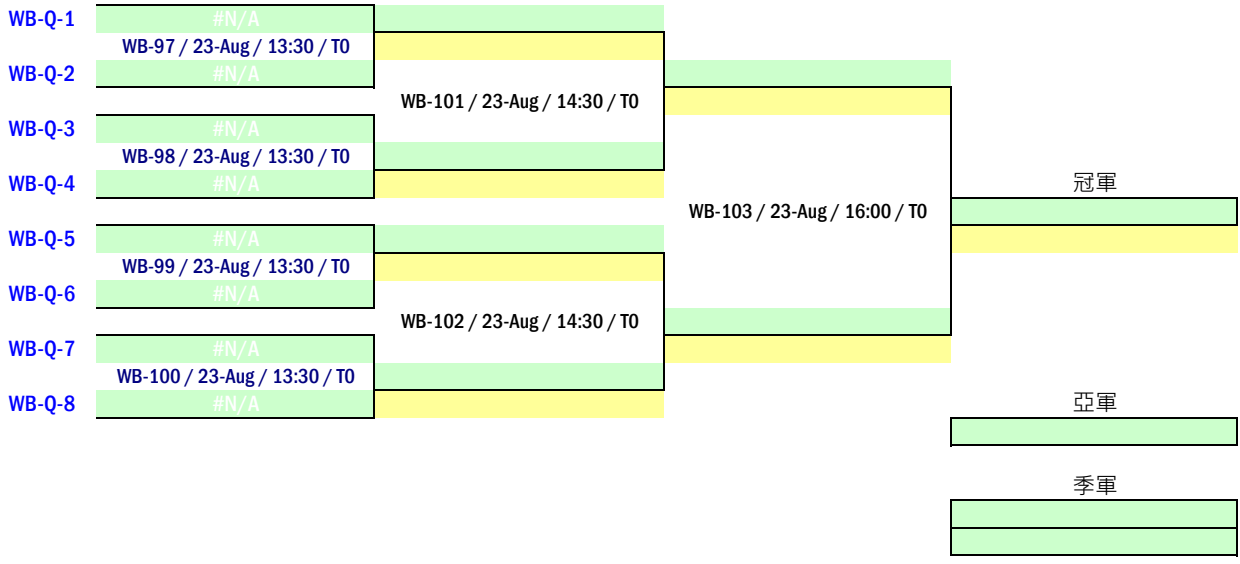 WB-Q-1 #N/A
WB-97 / 23-Aug / 13:30 / T0
WB-Q-2 #N/A
WB-101 / 23-Aug / 14:30 / T0
WB-Q-3 #N/A
WB-98 / 23-Aug / 13:30 / T0
WB-Q-4 #N/A
冠軍
WB-103 / 23-Aug / 16:00 / T0
WB-Q-5 #N/A
WB-99 / 23-Aug / 13:30 / T0
WB-Q-6 #N/A
WB-102 / 23-Aug / 14:30 / T0
WB-Q-7 #N/A
WB-100 / 23-Aug / 13:30 / T0
WB-Q-8 #N/A
亞軍
季軍